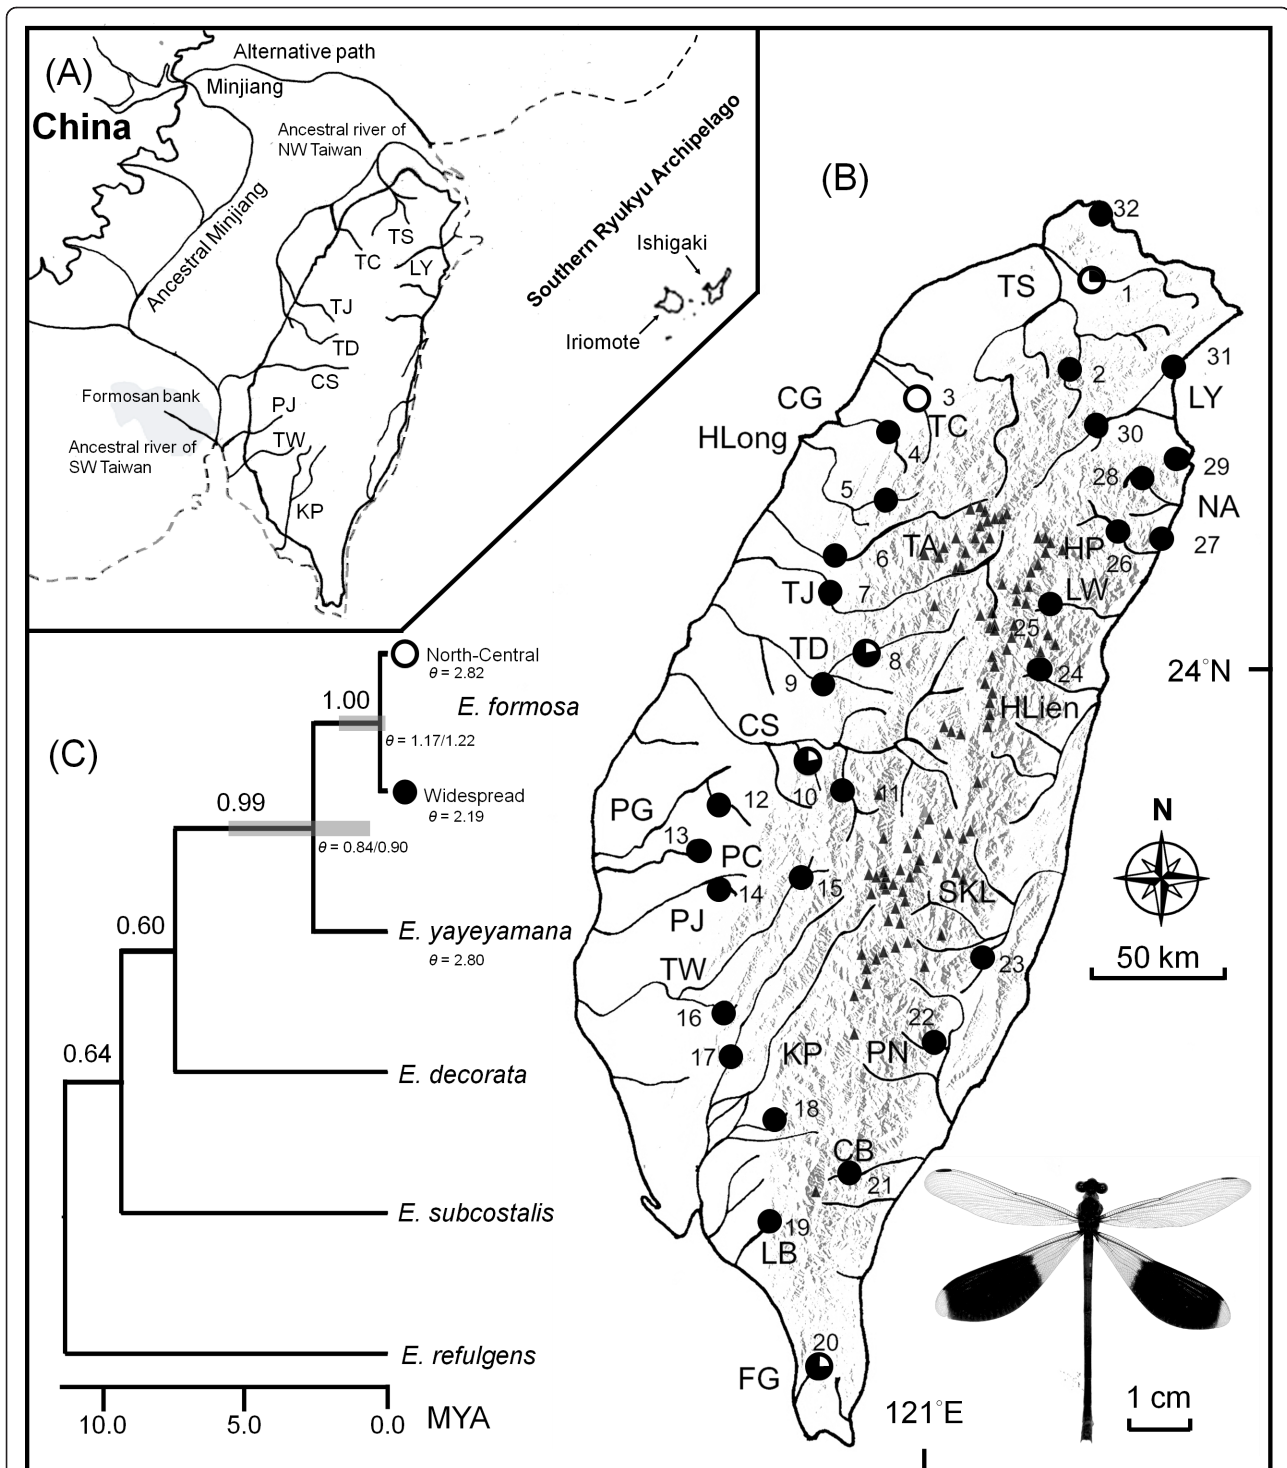 (A)
Alternative path
Minjiang
China
Ancestral river of
NW Taiwan
Ancestral Minjiang
TS
TC
LY
TJ
TD
CS
Formosan bank
PJ
TW
Ancestral river of
SW Taiwan
KP
Southern Ryukyu Archipelago
Ishigaki
Iriomote
(B)
32
TS
1
31
2
LY
CG
3
TC
HLong
4
30
29
28
5
NA
TA
6
HP
27
26
TJ
7
LW
25
TD
8
24
24°N
9
HLien
CS
10
11
PG
12
13
PC
14
15
SKL
PJ
N
50 km
TW
23
16
22
17
KP
PN
18
CB
21
19
LB
20
FG
121°E
1 cm
(C)
North-Central
θ = 2.82
1.00
E. formosa
θ = 1.17/1.22
Widespread
θ = 2.19
0.99
θ = 0.84/0.90
0.60
E. yayeyamana
θ = 2.80
0.64
E. decorata
E. subcostalis
E. refulgens
10.0
5.0
0.0
MYA